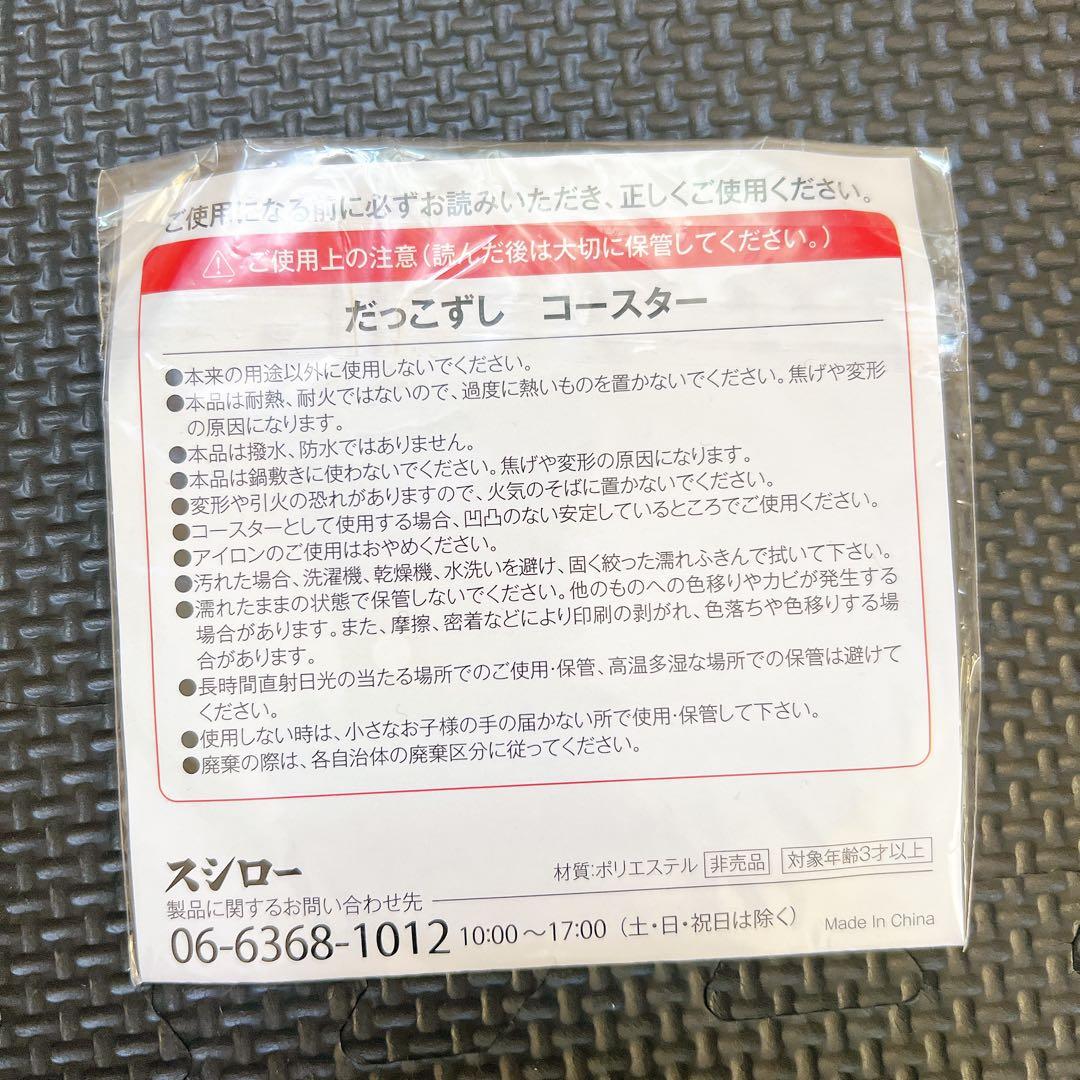 ご使用になる前に必ずお読みいただき、正しくご使用ください。
ご使用上の注意(読んだ後は大切に保管してください。)
だっこずし コースター
●本来の用途以外に使用しないでください。
●本品は耐熱、耐火ではないので、過度に熱いものを置かないでください。焦げや変形
の原因になります。
●本品は撥水、防水ではありません。
●本品は鍋敷きに使わないでください。焦げや変形の原因になります。
●変形や引火の恐れがありますので、火気のそばに置かないでください。
●コースターとして使用する場合、凹凸のない安定しているところでご使用ください。
●アイロンのご使用はおやめください。
●汚れた場合、洗濯機、乾燥機、水洗いを避け、固く絞った濡れふきんで拭いて下さい。
●濡れたままの状態で保管しないでください。他のものへの色移りやカビが発生する
場合があります。また、摩擦、密着などにより印刷の剥がれ、色落ちや色移りする場
合があります。
●長時間直射日光の当たる場所でのご使用・保管、高温多湿な場所での保管は避けて
ください。
●使用しない時は、小さなお子様の手の届かない所で使用・保管して下さい。
●廃棄の際は、各自治体の廃棄区分に従ってください。
スシロー 材質:ポリエステル 非売品 対象年齢3才以上
製品に関するお問い合わせ先
06-6368-1012 10:00~17:00 (土・日・祝日は除く) Made In China